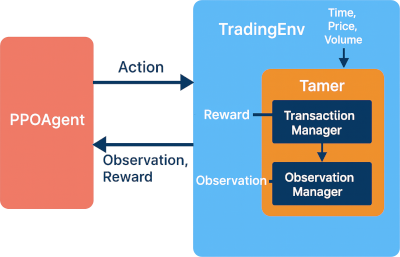 TradingEnv
Time,
Price,
Volume
Action
PPOAgent
Observation,
Reward
Tamer
Reward
Transactiion
Manager
Observation
Observation
Manager